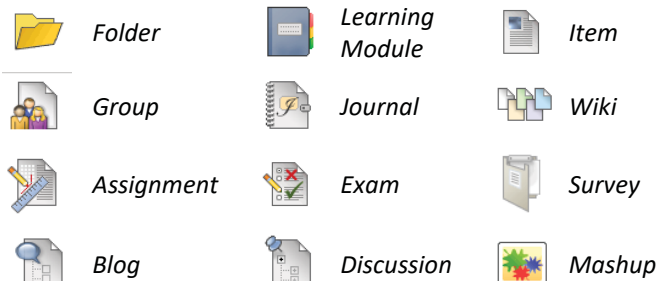 Folder
Learning
Module
Item
Group
Journal
Wiki
Assignment
Exam
Survey
Blog
Discussion
Mashup